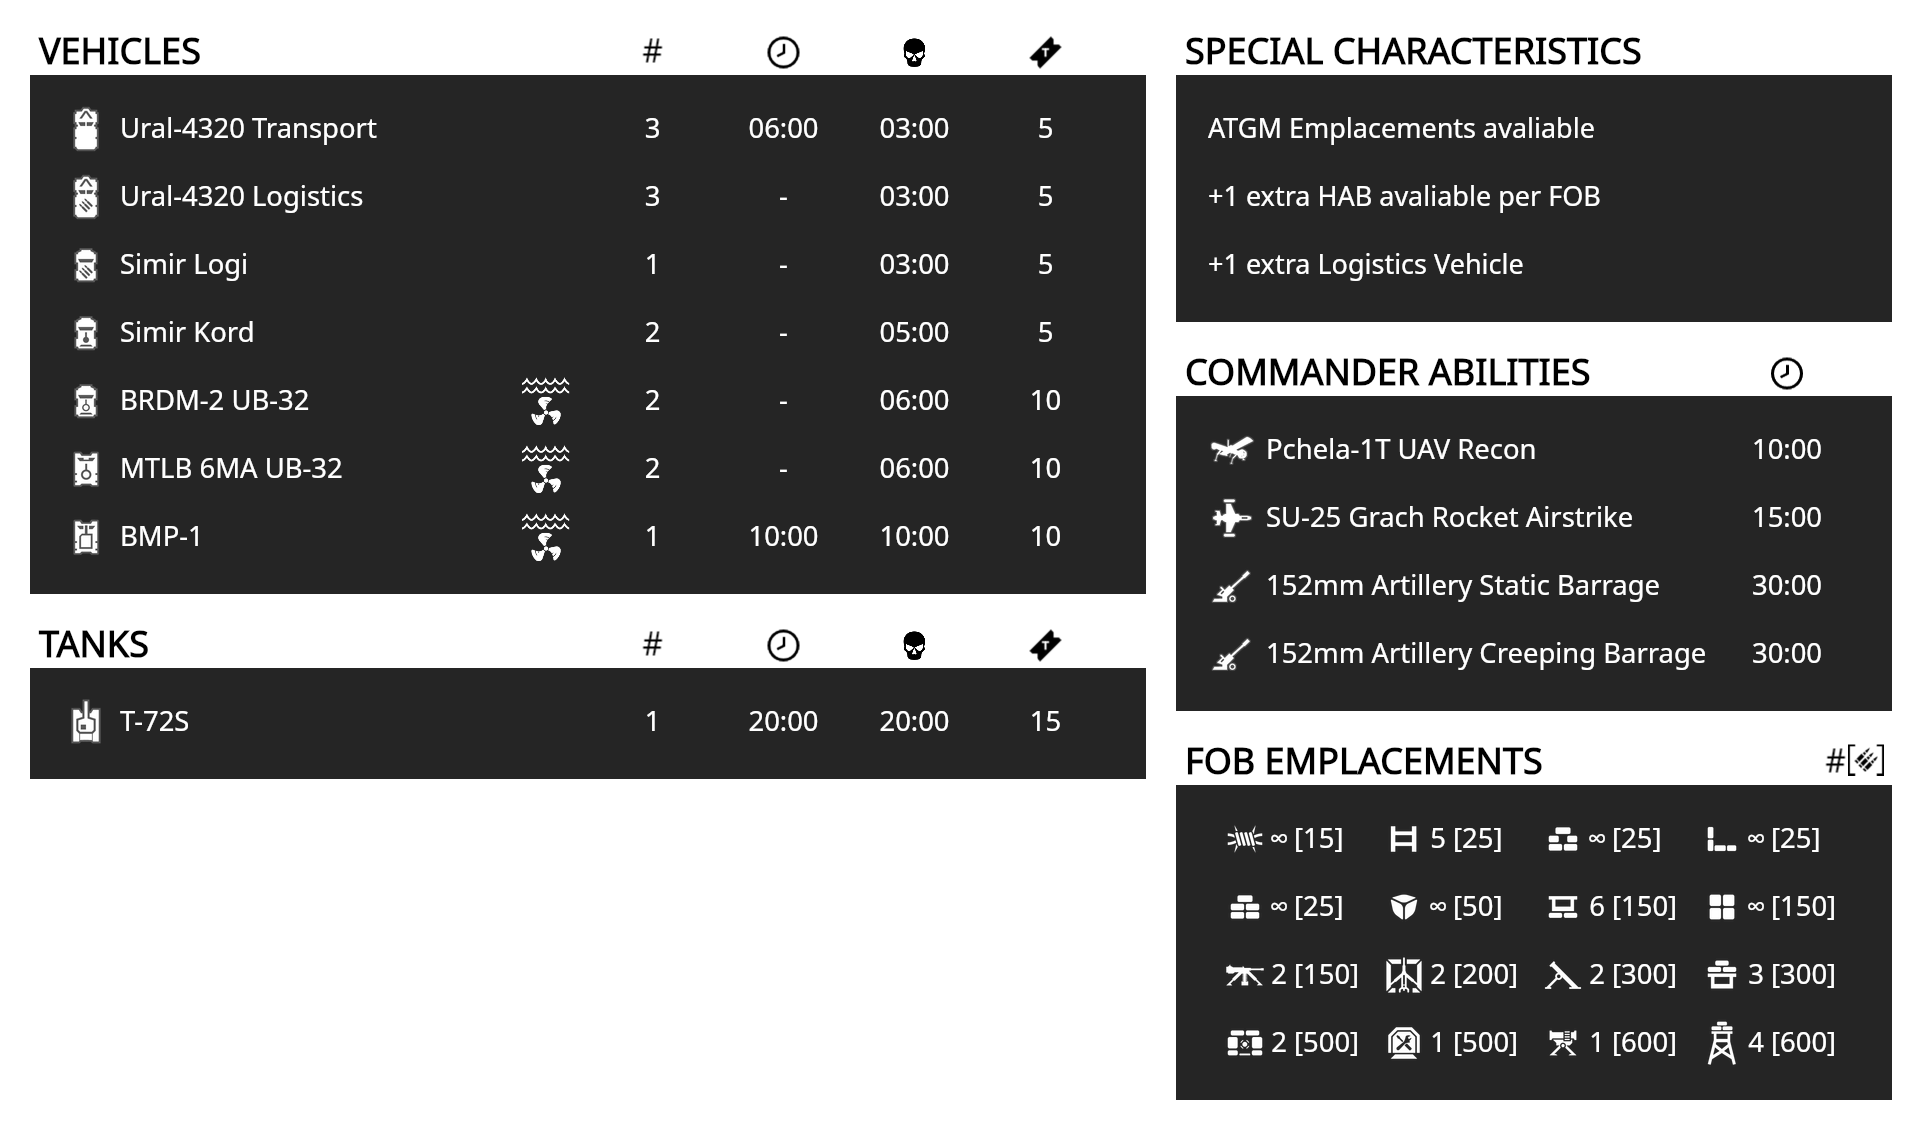 VEHICLES #
Ural-4320 Transport 3 06:00 03:00 5
Ural-4320 Logistics 3 - 03:00 5
Simir Logi 1 - 03:00 5
Simir Kord 2 - 05:00 5
BRDM-2 UB-32 2 - 06:00 10
MTLB 6MA UB-32 2 - 06:00 10
BMP-1 1 10:00 10:00 10
TANKS #
T-72S 1 20:00 20:00 15
SPECIAL CHARACTERISTICS
ATGM Emplacements avaliable
+1 extra HAB avaliable per FOB
+1 extra Logistics Vehicle
COMMANDER ABILITIES
Pchela-1T UAV Recon 10:00
SU-25 Grach Rocket Airstrike 15:00
152mm Artillery Static Barrage 30:00
152mm Artillery Creeping Barrage 30:00
FOB EMPLACEMENTS #[]
∞ [15] 5 [25] ∞ [25] ∞ [25]
∞ [25] ∞ [50] 6 [150] ∞ [150]
2 [150] 2 [200] 2 [300] 3 [300]
2 [500] 1 [500] 1 [600] 4 [600]